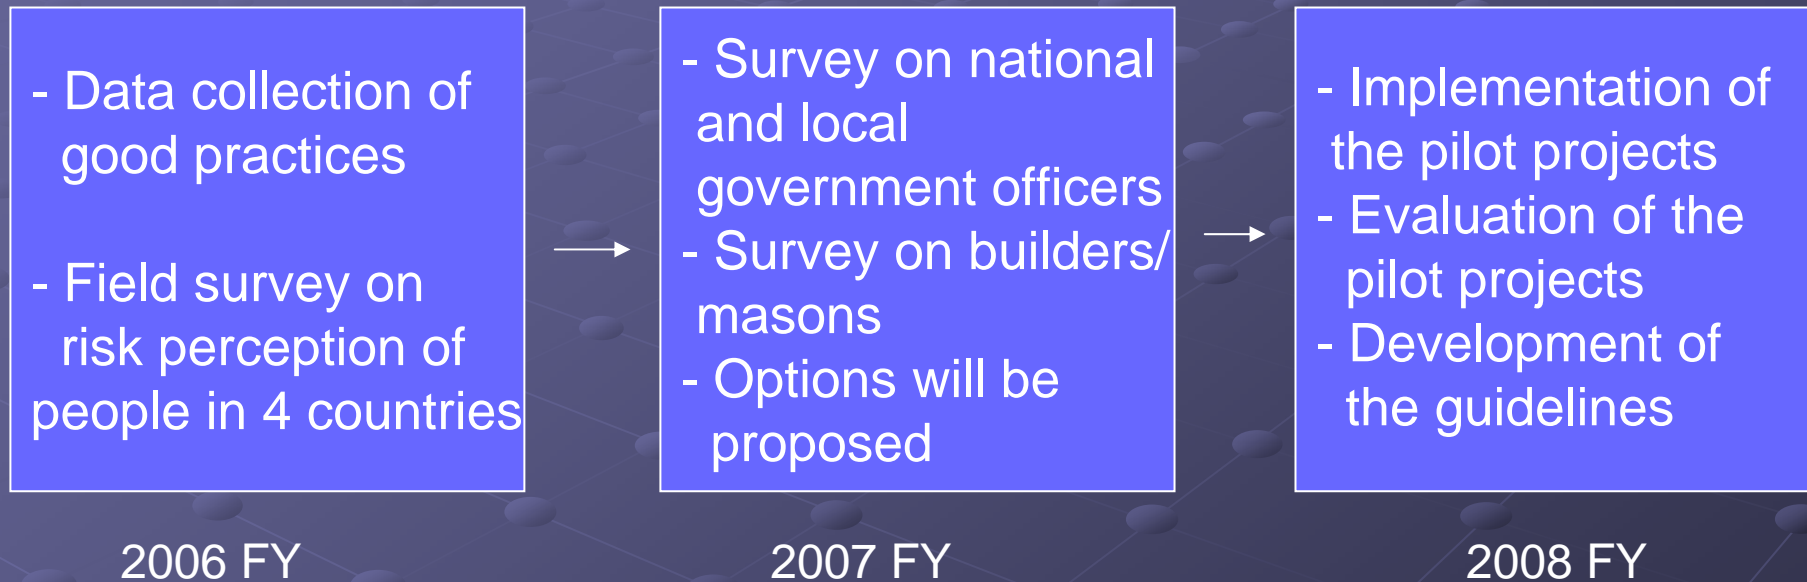 - Data collection of
good practices
- Field survey on
risk perception of
people in 4 countries
- Survey on national
and local
government officers
- Survey on builders/
masons
- Options will be
proposed
- Implementation of
the pilot projects
- Evaluation of the
pilot projects
- Development of
the guidelines
2006 FY
2007 FY
2008 FY